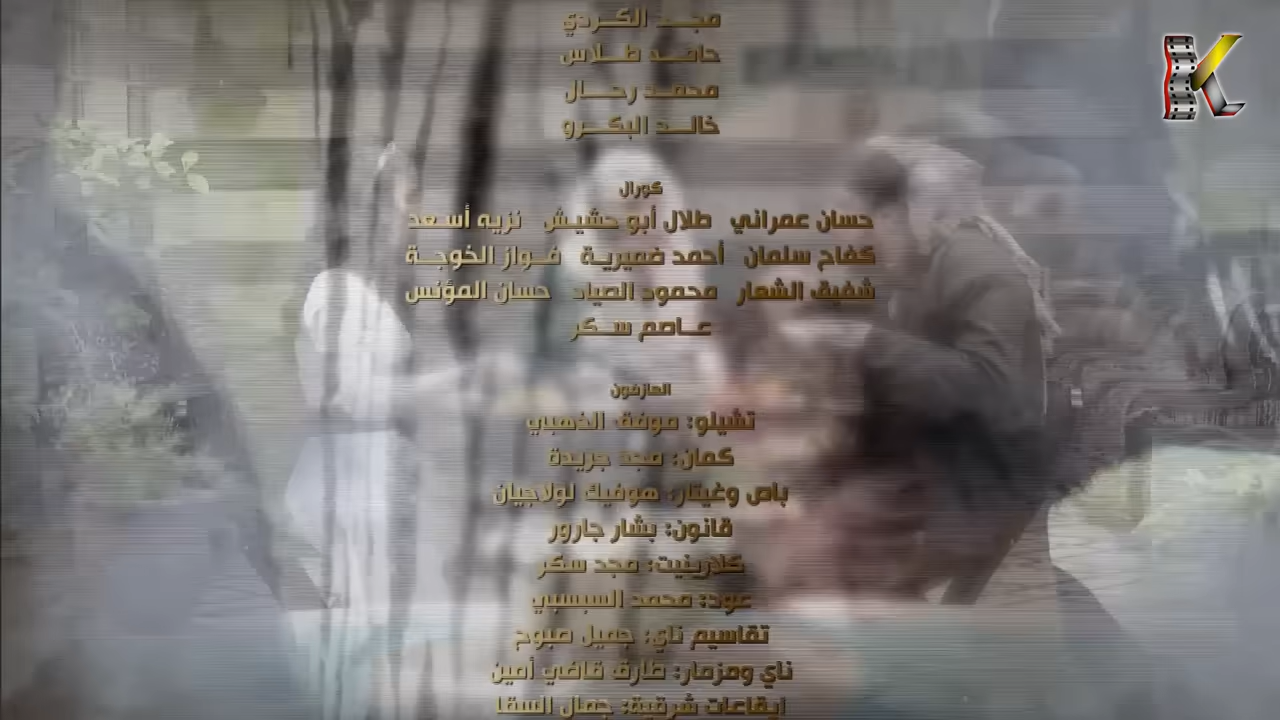 مجد الكردي
حامد طلاس
محمد رحال
خالد البكرو
كورال
حسان عمراني طلال أبو حشيش نزيه أسعد
كفاح سلمان أحمد ضميرية فواز الخوجة
شفيق الشعار محمود الصياد حسان المؤنس
عاصم سكر
العازفون
تشيلو: موفق الذهبي
كمان: مجد جريدة
باص وغيتار: هوفيك لولاجيان
قانون: بشار جارور
كلارينيت: مجد سكر
عود: محمد السبسبي
تقاسيم ناي: جميل صبوح
ناي ومزمار: طارق قاضي أمين
إيقاعات شرقية: جمال السقا
K